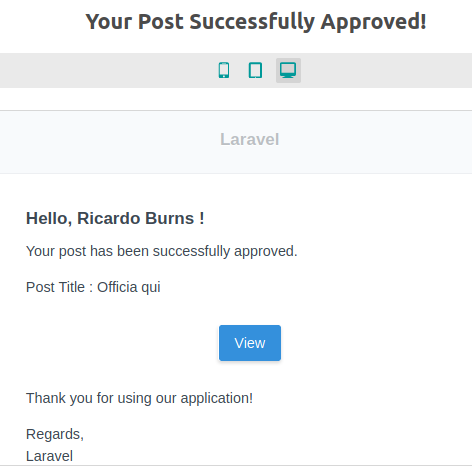 Your Post Successfully Approved!
Laravel
Hello, Ricardo Burns !
Your post has been successfully approved.
Post Title : Officia qui
View
Thank you for using our application!
Regards,
Laravel